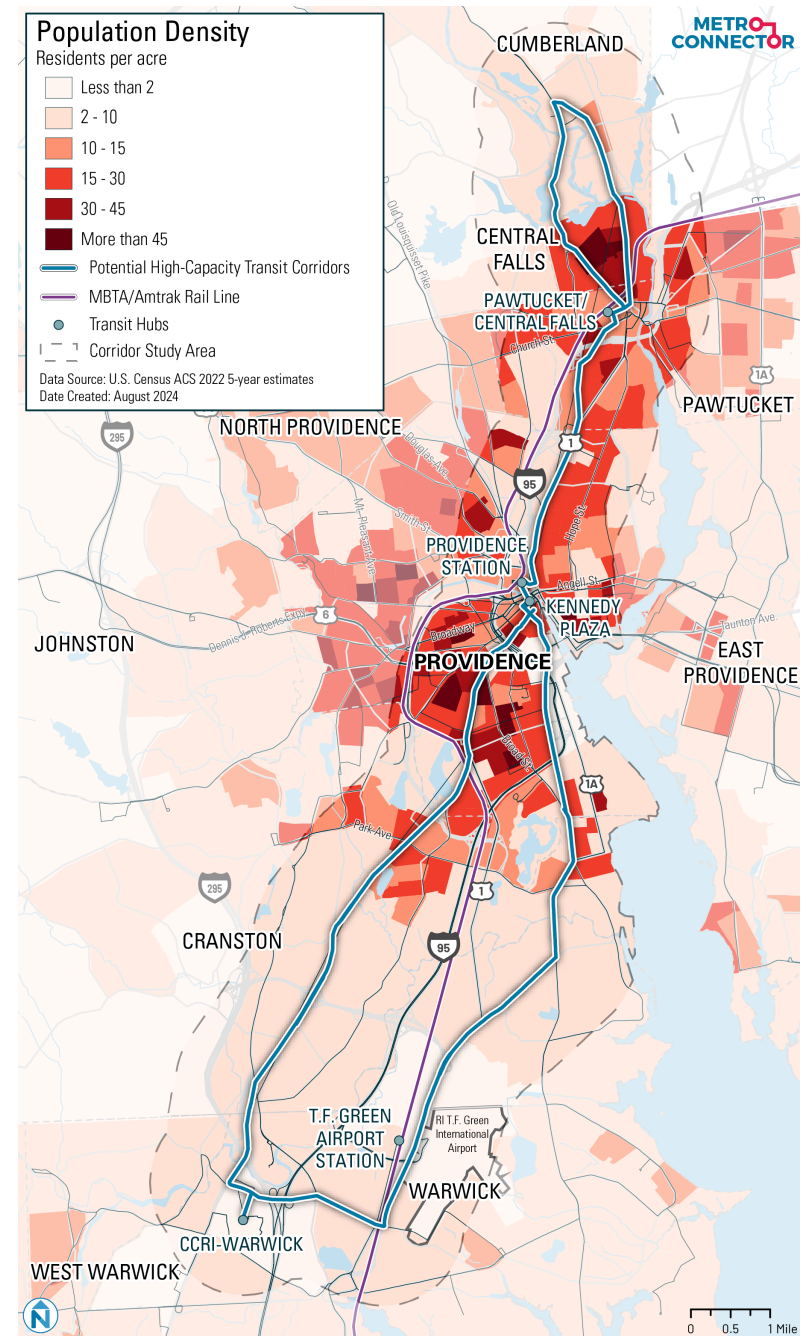 Population Density
Residents per acre
Less than 2
2 - 10
10 - 15
15 - 30
30 - 45
More than 45
Potential High-Capacity Transit Corridors
MBTA/Amtrak Rail Line
Transit Hubs
Corridor Study Area
Data Source: U.S. Census ACS 2022 5-year estimates
Date Created: August 2024
METRO
CONNECTOR
CUMBERLAND
Old Louisquisset Pike
CENTRAL
FALLS
PAWTUCKET/
CENTRAL FALLS
Church St.
1A
PAWTUCKET
NORTH PROVIDENCE
295
1
Douglas Ave.
95
Mt. Pleasant Ave.
Smith St.
Hope St.
PROVIDENCE
STATION
Angell St.
KENNEDY
PLAZA
6
Dennis J. Roberts Expy
Broadway
Taunton Ave.
JOHNSTON
PROVIDENCE
EAST
PROVIDENCE
Broad St.
1A
Park Ave.
295
1
CRANSTON
95
T.F. GREEN
AIRPORT
STATION
RI T.F. Green
International
Airport
WARWICK
CCRI-WARWICK
WEST WARWICK
N
0 0.5 1 Mile